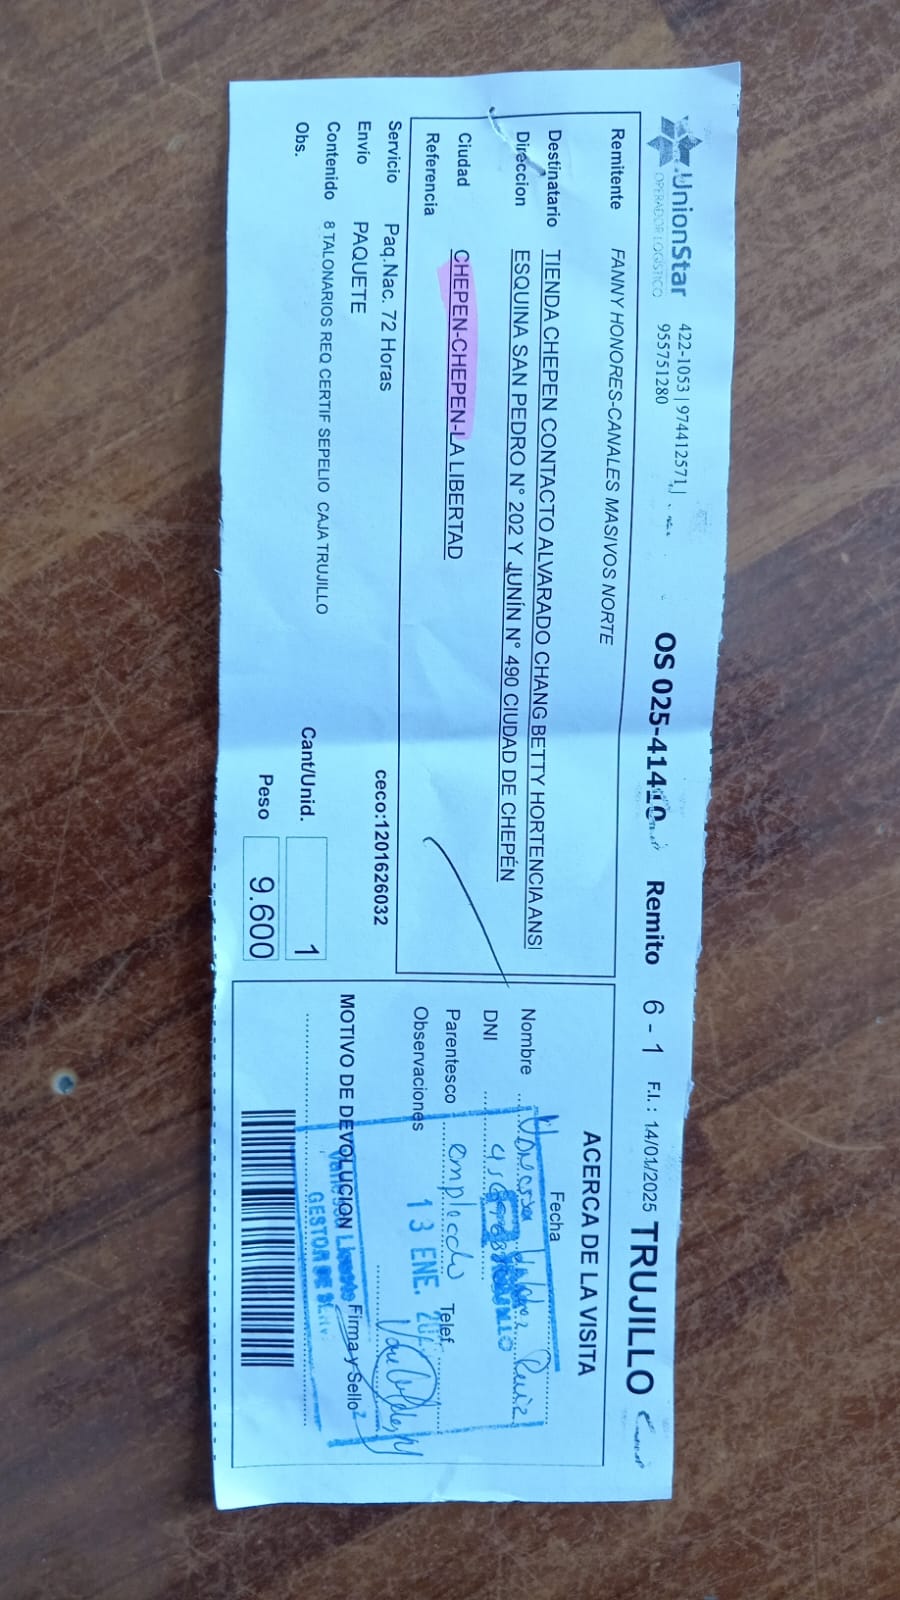 UnionStar
OPERADOR LOGISTICO
422-1053 | 974412571,|
955751280
OS 025-41410 Remito 6 - 1 F.I.: 14/01/2025 TRUJILLO
Remitente FANNY HONORES-CANALES MASIVOS NORTE
Destinatario TIENDA CHEPEN CONTACTO ALVARADO CHANG BETTY HORTENCIA ANSI
Direccion ESQUINA SAN PEDRO N° 202 Y JUNÍN N° 490 CIUDAD DE CHEPÉN
Ciudad CHEPEN-CHEPEN-LA LIBERTAD
Referencia
Servicio Paq.Nac. 72 Horas
ceco:1201626032
Envío PAQUETE
Contenido 8 TALONARIOS REQ CERTIF SEPELIO CAJA TRUJILLO
Obs.
Cant/Unid. 1
Peso 9.600
ACERCA DE LA VISITA
Fecha
Nombre Vanessa
DNI
Parentesco empleado Telef.
Observaciones 13 ENE.
MOTIVO DE DEVOLUCION Firma y Sello
GESTOR DE